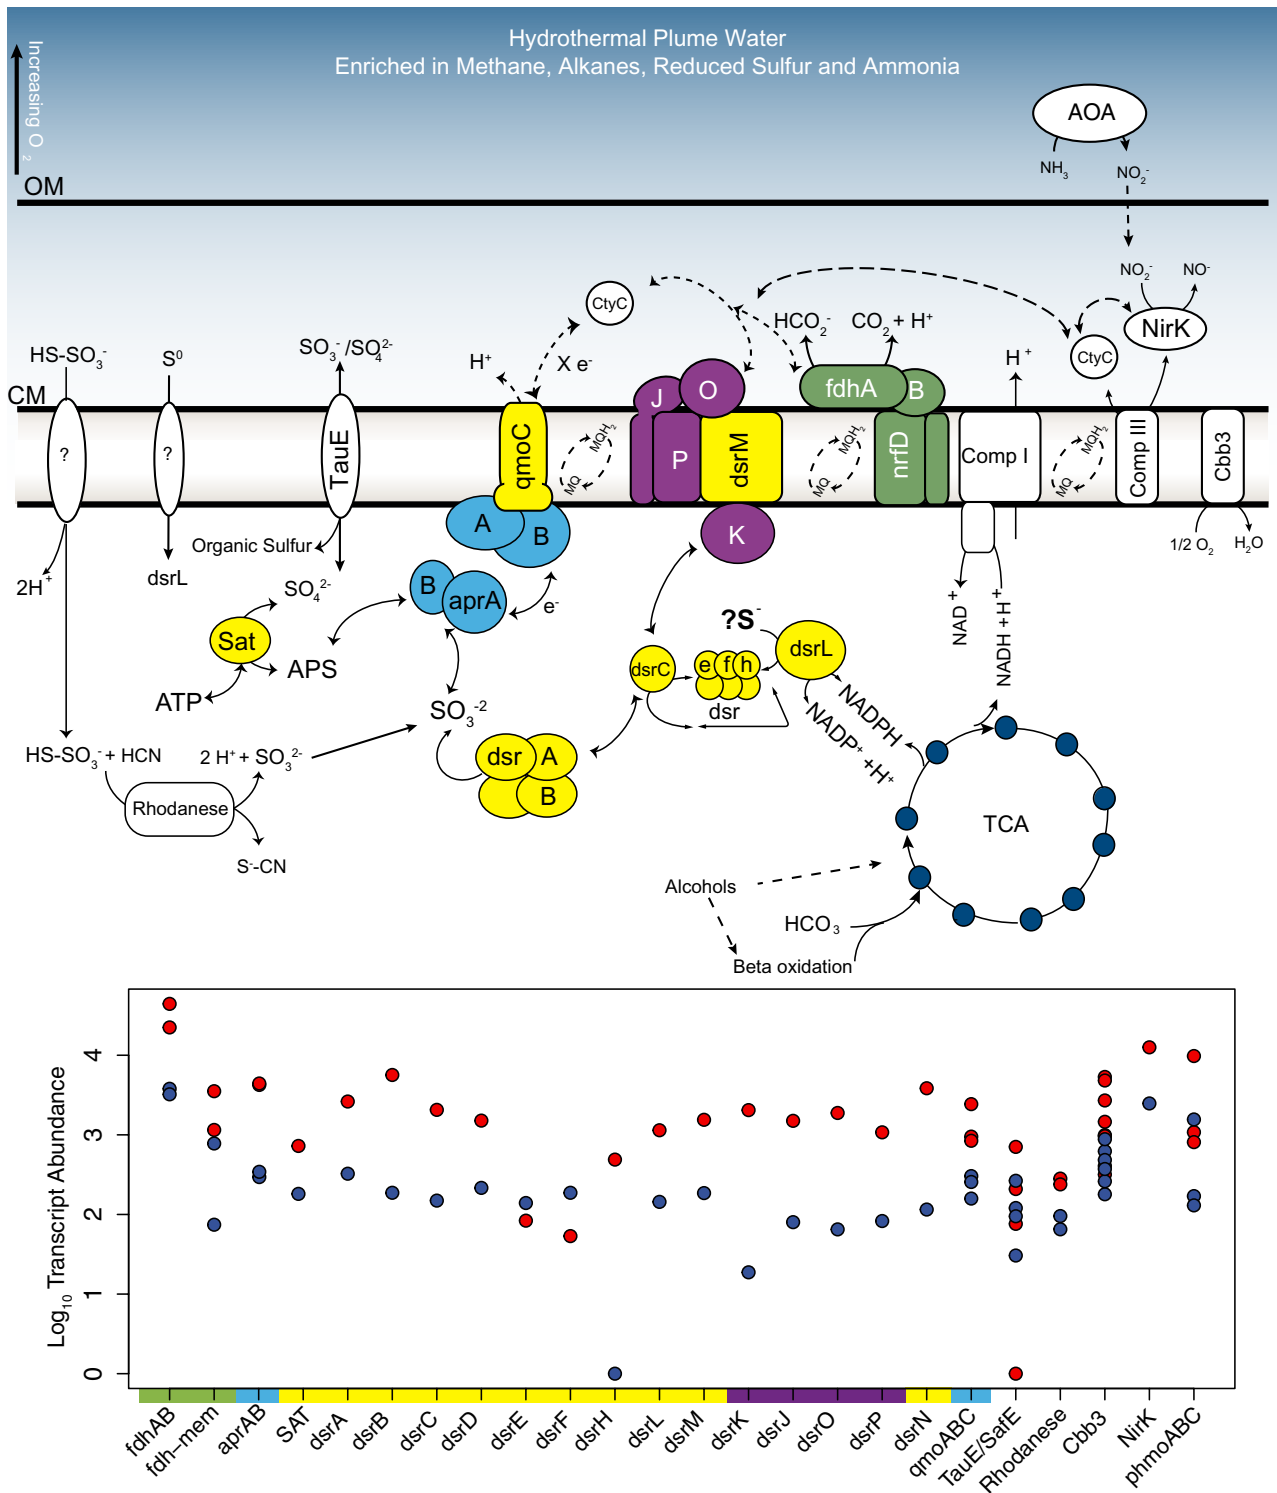 Hydrothermal Plume Water
Enriched in Methane, Alkanes, Reduced Sulfur and Ammonia
Increasing O2
OM
AOA
NH3
NO2-
NO2-
NO-
NirK
CtyC
CtyC
HS-SO3-
S0
SO3-/SO42-
H+
X e-
HCO2-
CO2 + H+
H+
CM
?
?
TauE
qmoC
MQH2
MQ
J
O
P
dsrM
K
MQH2
MQ
fdhA
B
nrfD
Comp I
MQH2
MQ
Comp III
Cbb3
1/2 O2
H2O
A
B
2H+
dsrL
Organic Sulfur
SO42-
B
aprA
e-
Sat
APS
ATP
?S-
dsrC
e f h
dsr
dsrL
NAD+
NADH +H+
NADPH
NADP+ +H+
SO3-2
HS-SO3- + HCN
2 H+ + SO32-
Rhodanese
S--CN
dsr
A
B
TCA
Alcohols
HCO3
Beta oxidation
Log10 Transcript Abundance
4
3
2
1
0
fdhAB
fdh-mem
aprAB
SAT
dsrA
dsrB
dsrC
dsrD
dsrE
dsrF
dsrH
dsrL
dsrM
dsrK
dsrJ
dsrO
dsrP
dsrN
qmoABC
TauE/SafE
Rhodanese
Cbb3
NirK
phmoABC